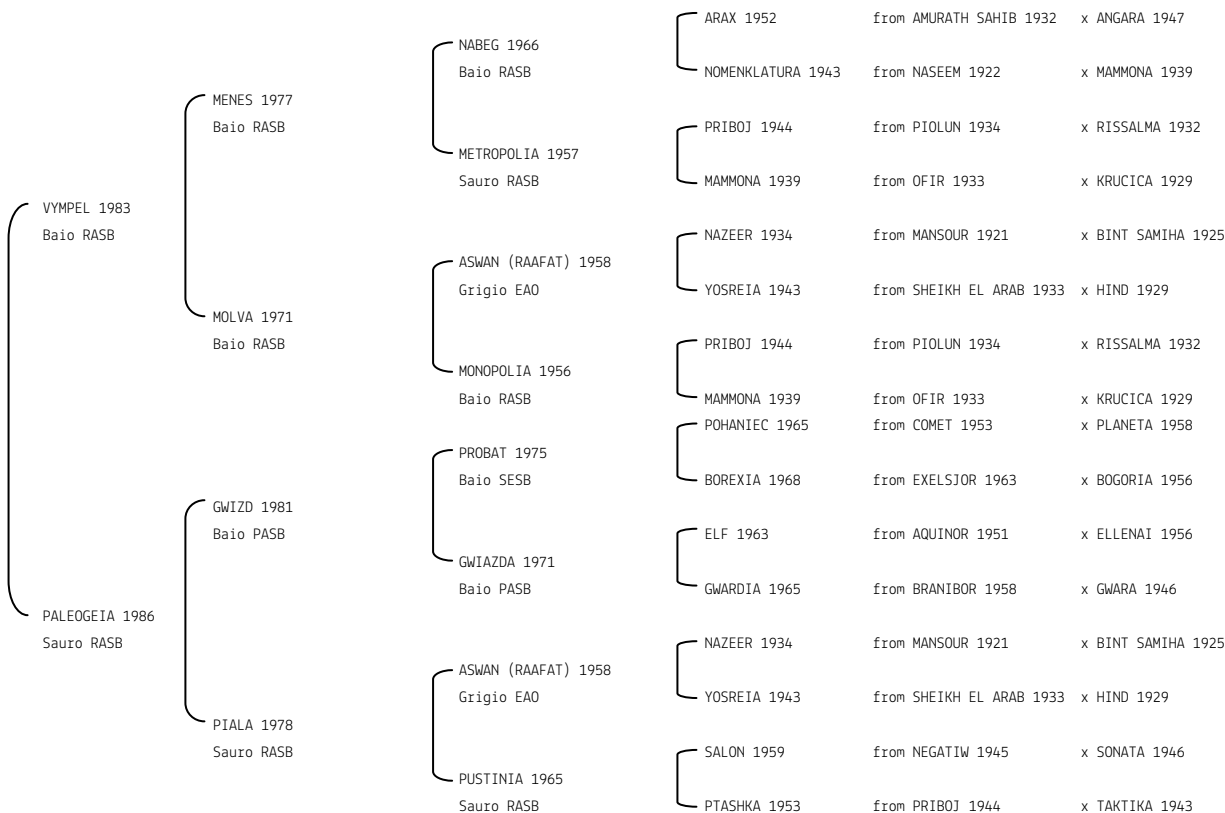 ARAX 1952 from AMURATH SAHIB 1932 x ANGARA 1947
NABEG 1966
Baio RASB NOMENKLATURA 1943 from NASEEM 1922 x MAMMONA 1939
MENES 1977
Baio RASB PRIBOJ 1944 from PIOLUN 1934 x RISSALMA 1932
METROPOLIA 1957
Sauro RASB MAMMONA 1939 from OFIR 1933 x KRUCICA 1929
VYMPEL 1983
Baio RASB NAZEER 1934 from MANSOUR 1921 x BINT SAMIHA 1925
ASWAN (RAAFAT) 1958
Grigio EAO YOSREIA 1943 from SHEIKH EL ARAB 1933 x HIND 1929
MOLVA 1971
Baio RASB PRIBOJ 1944 from PIOLUN 1934 x RISSALMA 1932
MONOPOLIA 1956
Baio RASB MAMMONA 1939 from OFIR 1933 x KRUCICA 1929
POHANIEC 1965 from COMET 1953 x PLANETA 1958
PROBAT 1975
Baio SESB BOREXIA 1968 from EXELSJOR 1963 x BOGORIA 1956
GWIZD 1981
Baio PASB ELF 1963 from AQUINOR 1951 x ELLENAI 1956
GWIAZDA 1971
Baio PASB GWARDIA 1965 from BRANIBOR 1958 x GWARA 1946
PALEOGEIA 1986
Sauro RASB NAZEER 1934 from MANSOUR 1921 x BINT SAMIHA 1925
ASWAN (RAAFAT) 1958
Grigio EAO YOSREIA 1943 from SHEIKH EL ARAB 1933 x HIND 1929
PIALA 1978
Sauro RASB SALON 1959 from NEGATIW 1945 x SONATA 1946
PUSTINIA 1965
Sauro RASB PTASHKA 1953 from PRIBOJ 1944 x TAKTIKA 1943